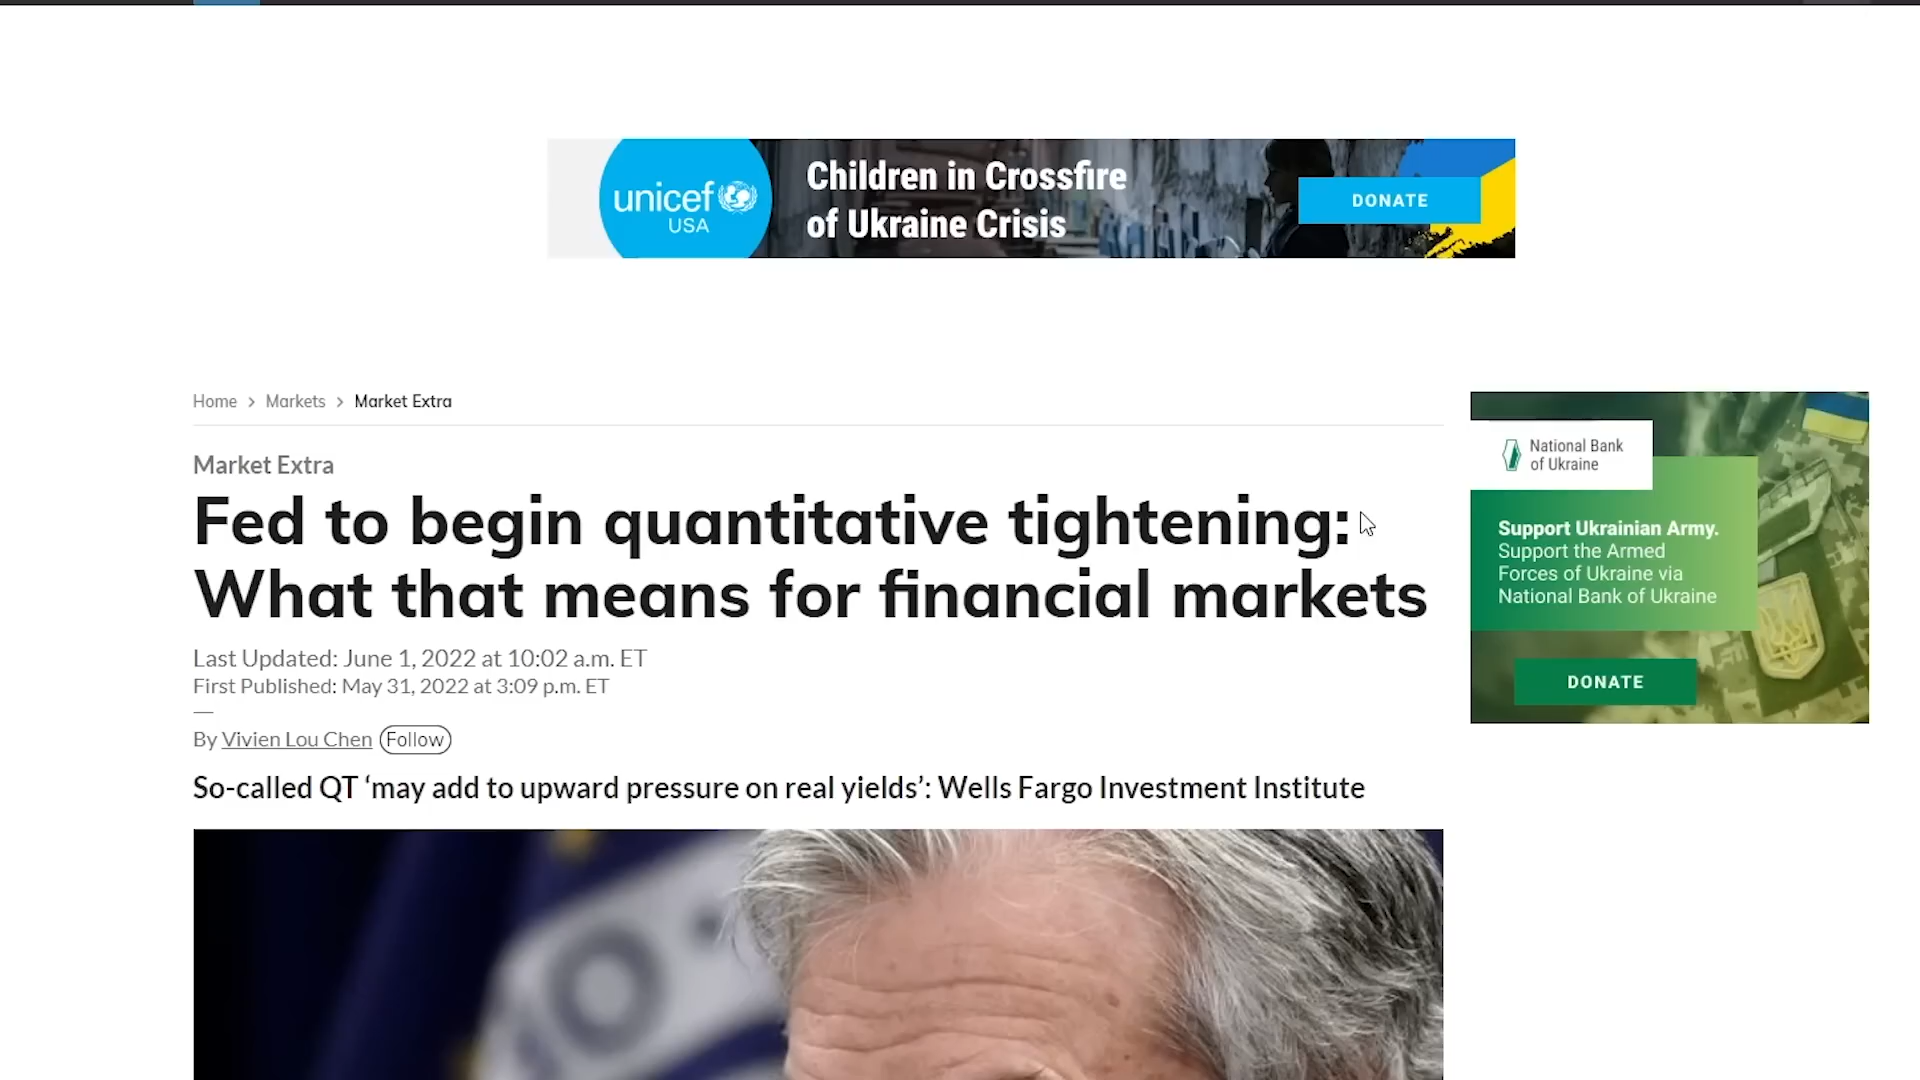 unicef
USA
Children in Crossfire
of Ukraine Crisis
DONATE
Home > Markets > Market Extra
Market Extra
Fed to begin quantitative tightening:
What that means for financial markets
Last Updated: June 1, 2022 at 10:02 a.m. ET
First Published: May 31, 2022 at 3:09 p.m. ET
—
By Vivien Lou Chen Follow
So-called QT ‘may add to upward pressure on real yields’: Wells Fargo Investment Institute
National Bank
of Ukraine
Support Ukrainian Army.
Support the Armed
Forces of Ukraine via
National Bank of Ukraine
DONATE